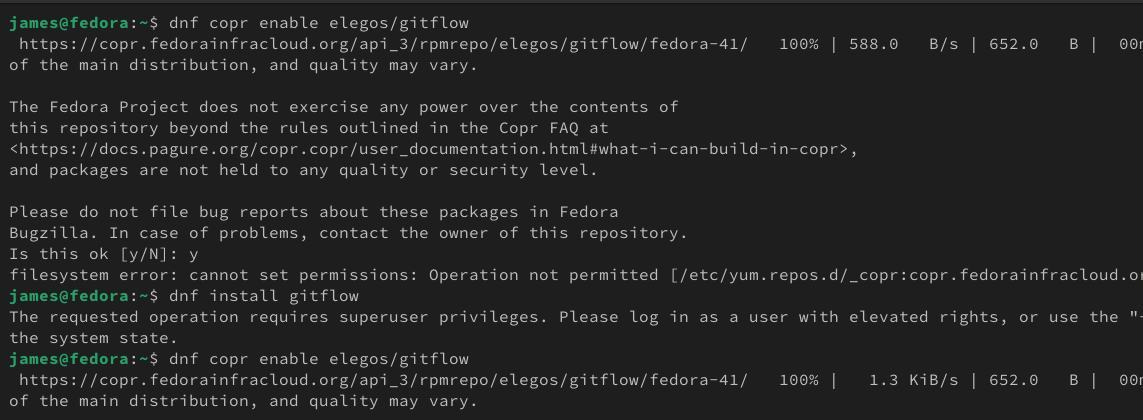 james@fedora:~$ dnf copr enable elegos/gitflow
https://copr.fedorainfracloud.org/api_3/rpmrepo/elegos/gitflow/fedora-41/   100% | 588.0   B/s | 652.0   B |  00m
of the main distribution, and quality may vary.
The Fedora Project does not exercise any power over the contents of
this repository beyond the rules outlined in the Copr FAQ at
<https://docs.pagure.org/copr.copr/user_documentation.html#what-i-can-build-in-copr>,
and packages are not held to any quality or security level.
Please do not file bug reports about these packages in Fedora
Bugzilla. In case of problems, contact the owner of this repository.
Is this ok [y/N]: y
filesystem error: cannot set permissions: Operation not permitted [/etc/yum.repos.d/_copr:copr.fedorainfracloud.or
james@fedora:~$ dnf install gitflow
The requested operation requires superuser privileges. Please log in as a user with elevated rights, or use the "-
the system state.
james@fedora:~$ dnf copr enable elegos/gitflow
https://copr.fedorainfracloud.org/api_3/rpmrepo/elegos/gitflow/fedora-41/   100% |   1.3 KiB/s | 652.0   B |  00m
of the main distribution, and quality may vary.